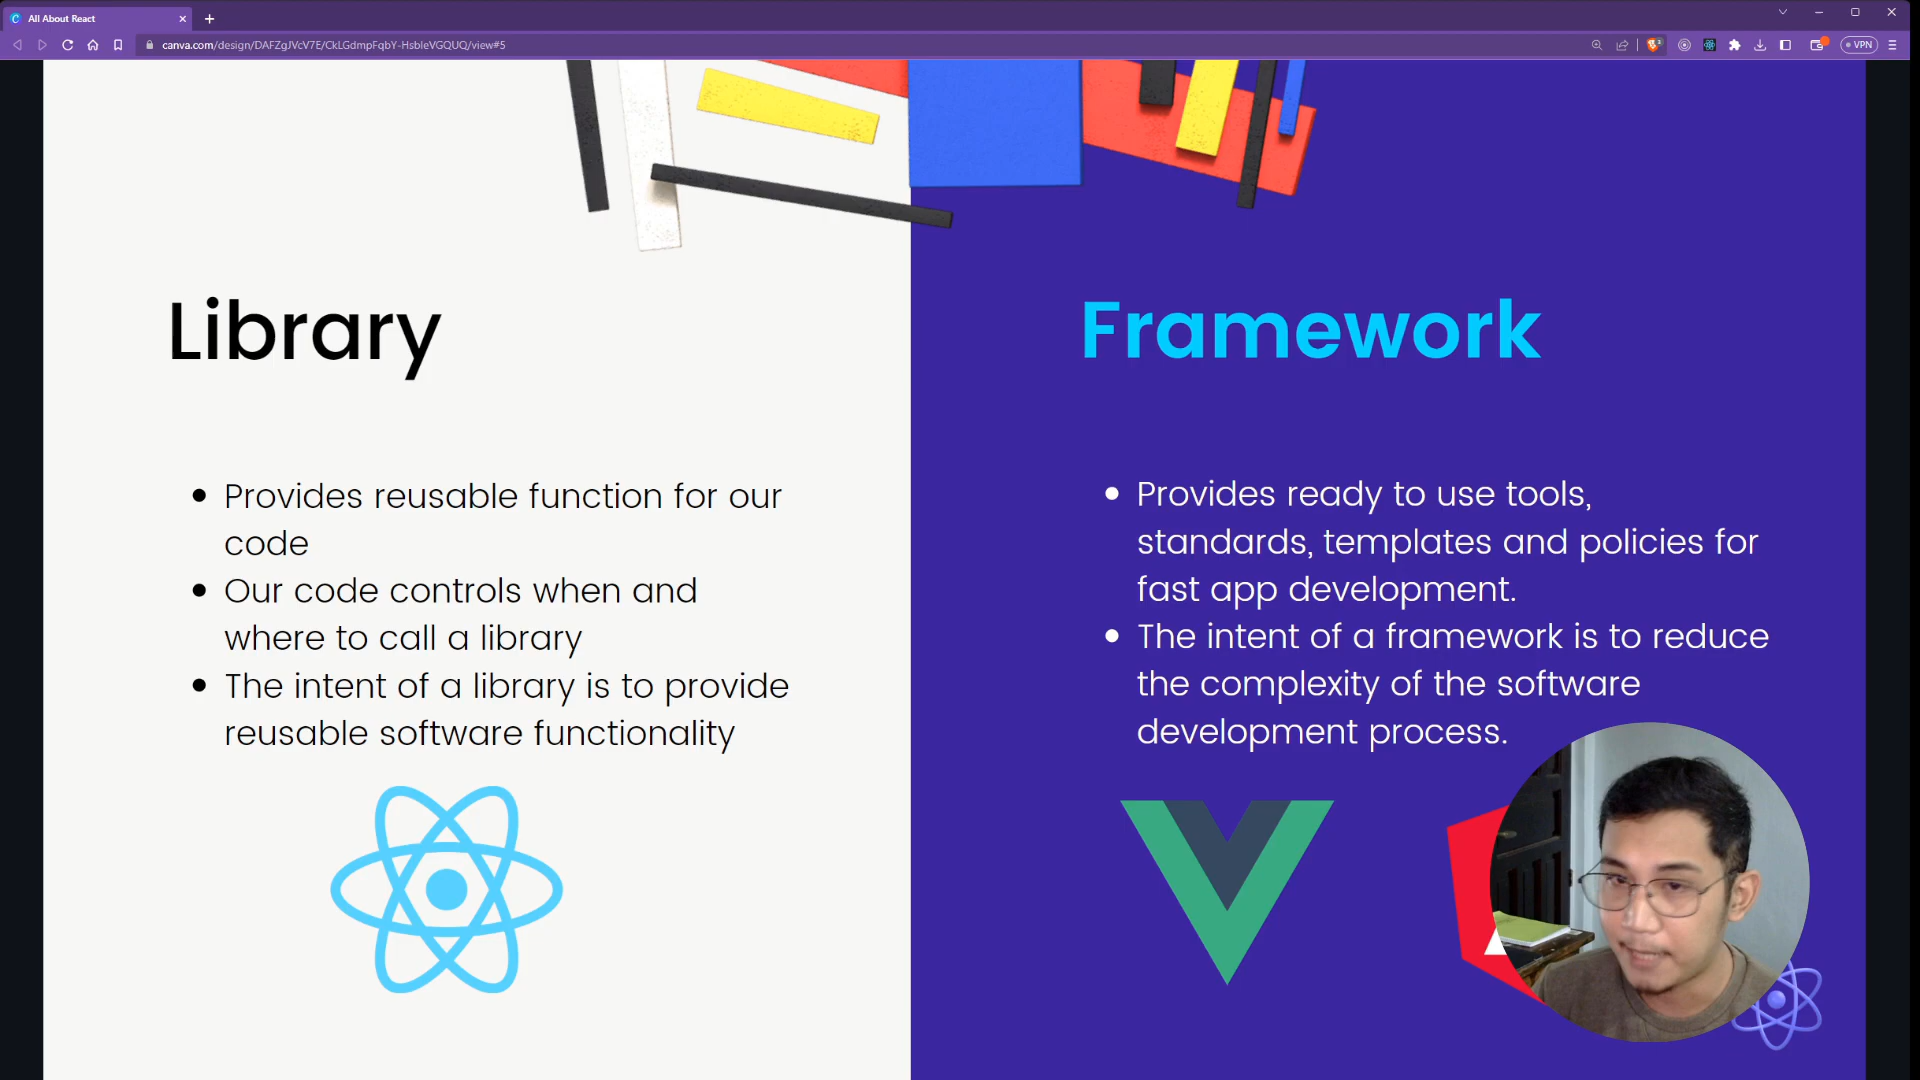 All About React
canva.com/design/DAFZgJVcV7E/CkLGdmpFqbY-HsbleVGQUQ/view#5
VPN
Library
Provides reusable function for our
code
Our code controls when and
where to call a library
The intent of a library is to provide
reusable software functionality
Framework
Provides ready to use tools,
standards, templates and policies for
fast app development.
The intent of a framework is to reduce
the complexity of the software
development process.